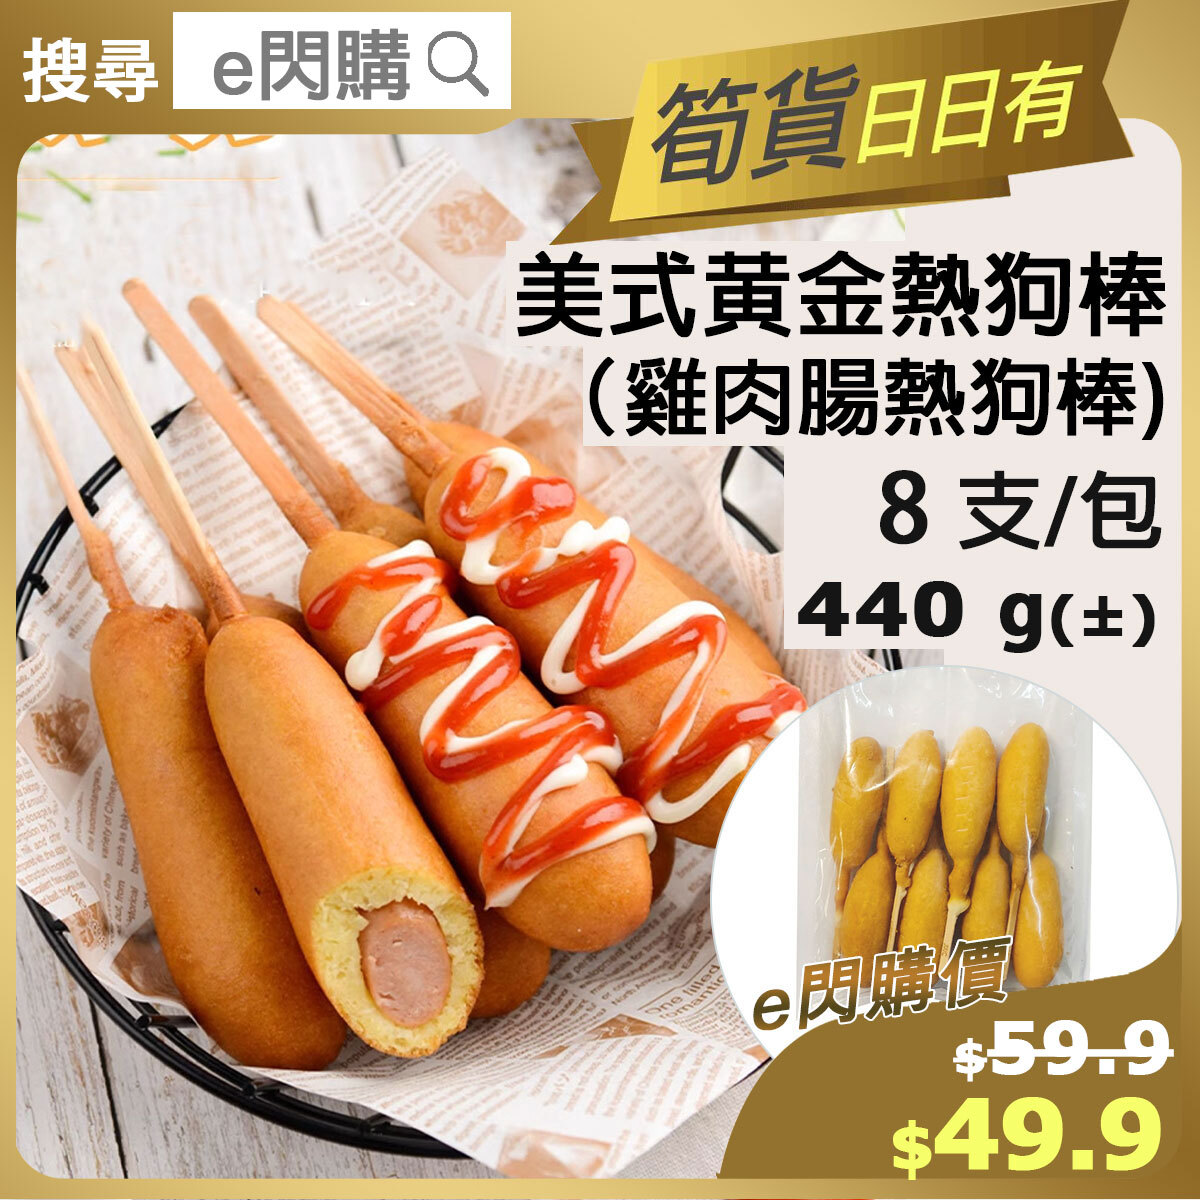 搜尋 e閃購
筍貨日日有
美式黄金熱狗棒
（雞肉腸熱狗棒)
8 支/包
440 g(±)
e閃購價
$59.9
$49.9